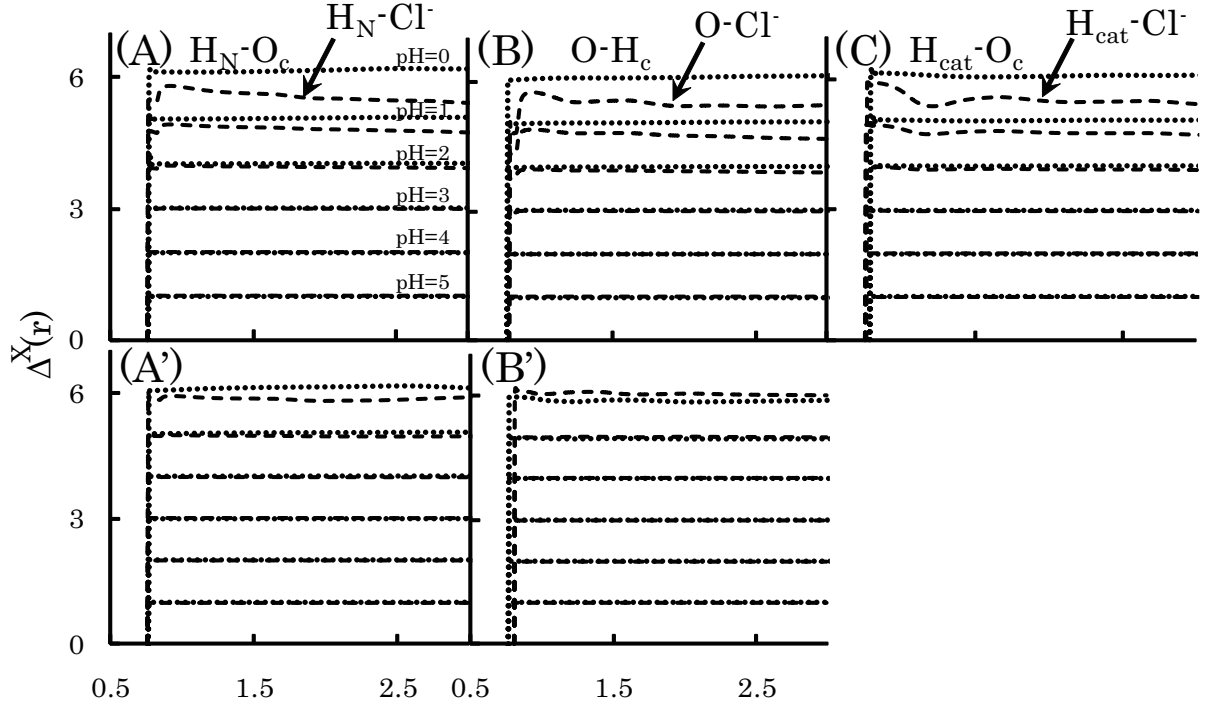 (A) H_N-O_c H_N-Cl^-
(B) O-H_c O-Cl^-
(C) H_cat-O_c H_cat-Cl^-
6
pH=0
pH=1
pH=2
3
pH=3
pH=4
pH=5
0
Δ^X(r)
(A')
(B')
6
3
0
0.5 1.5 2.5 0.5 1.5 2.5